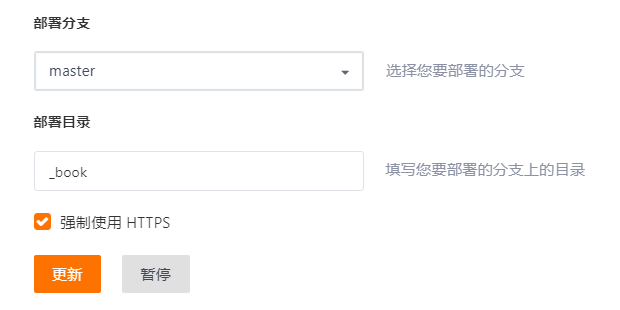 部署分支
master
选择您要部署的分支
部署目录
_book
填写您要部署的分支上的目录
强制使用 HTTPS
更新
暂停